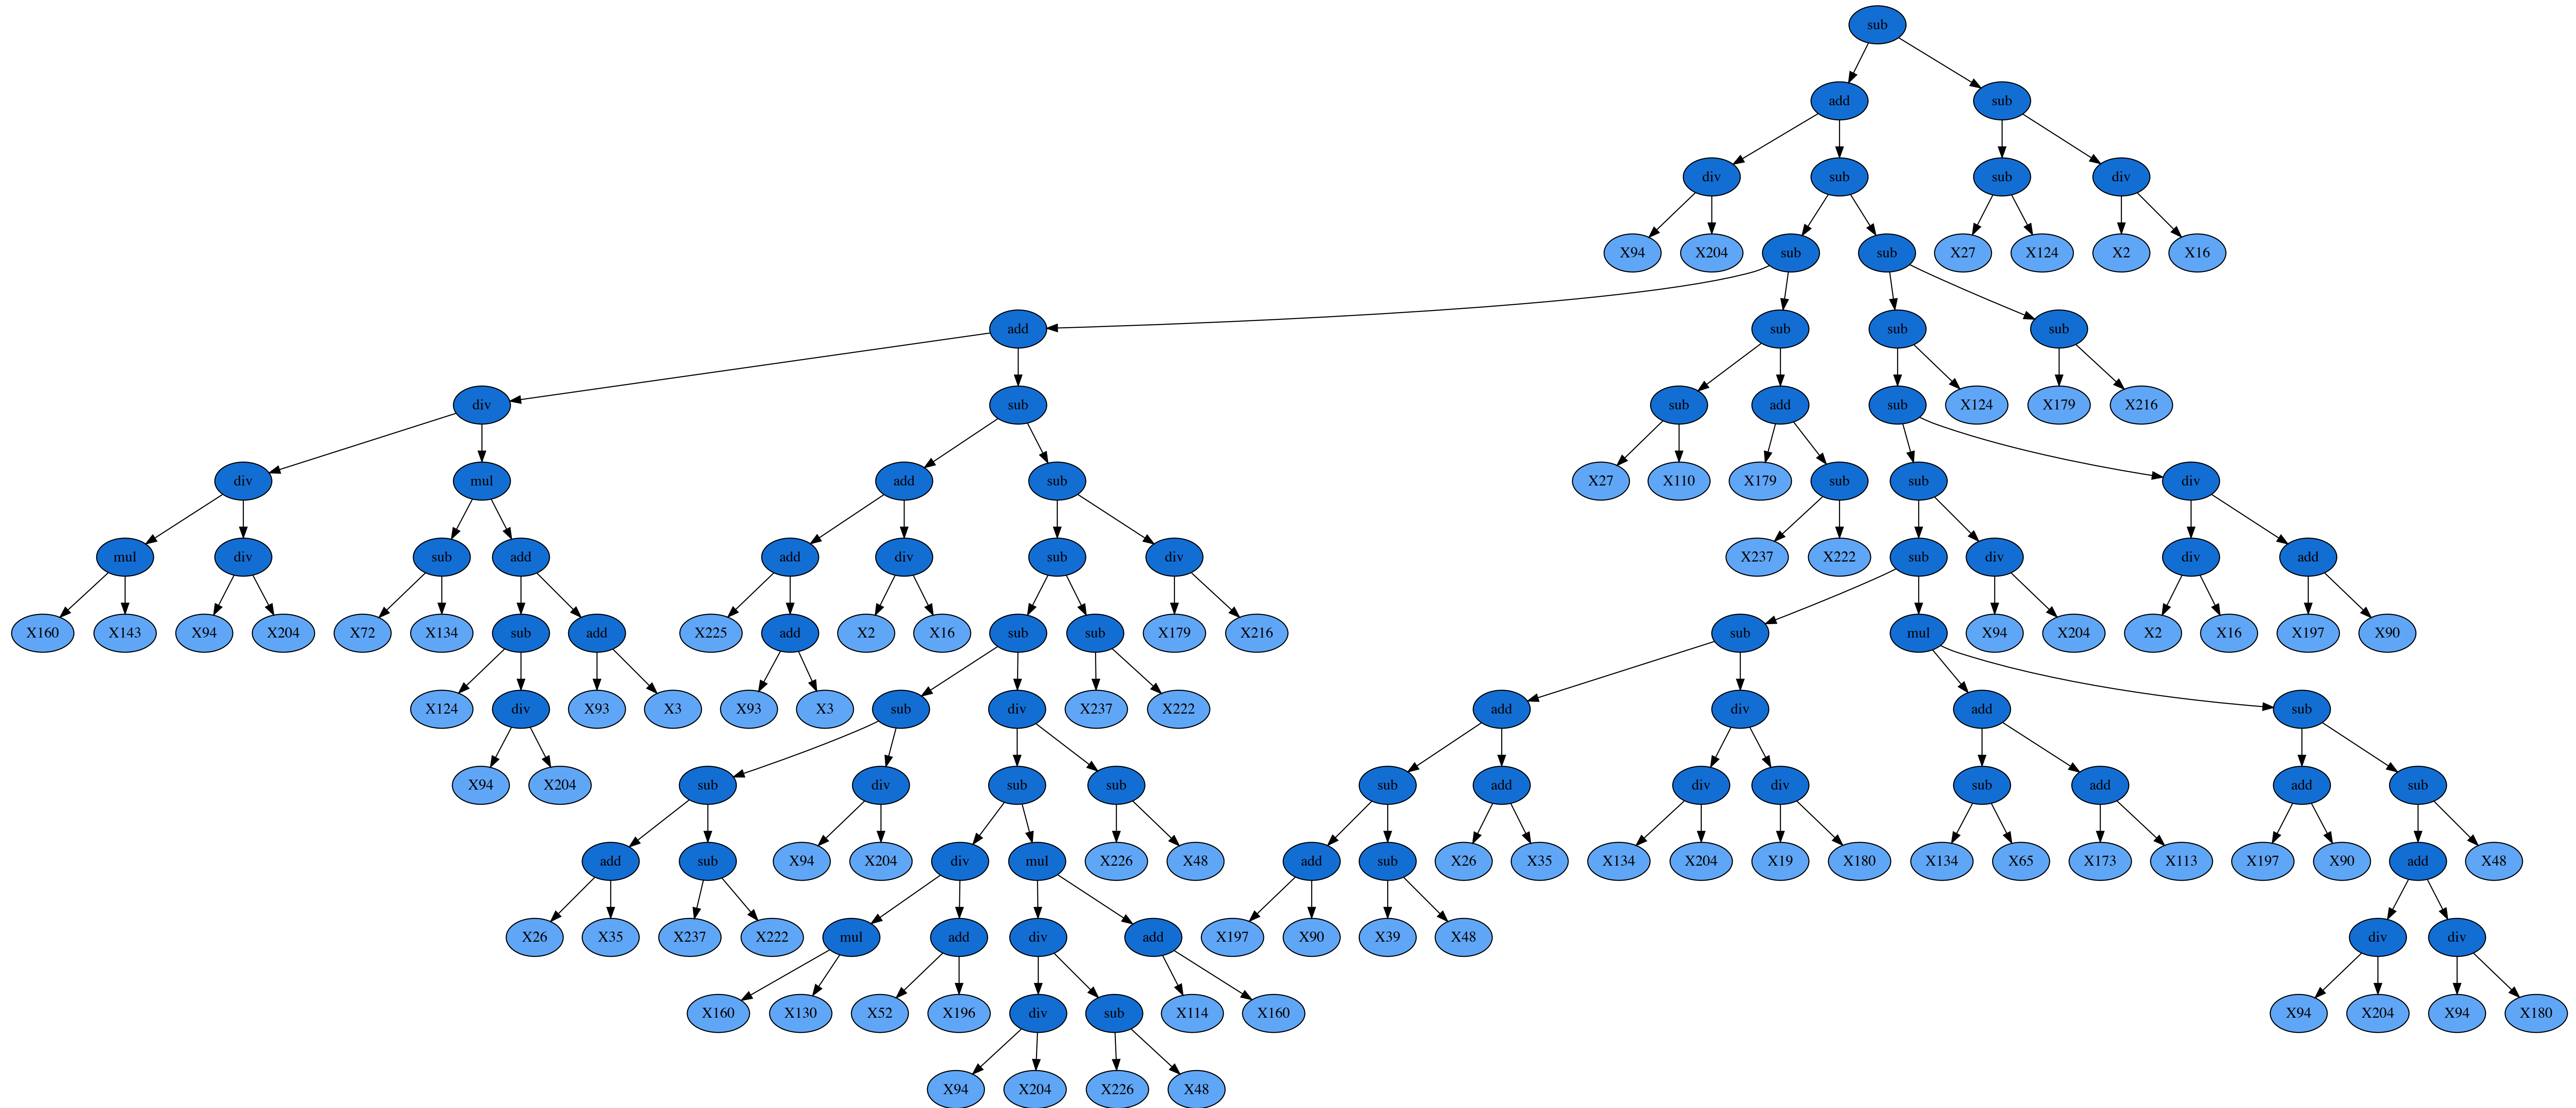 sub
add sub
div sub sub div
X94 X204 sub sub X27 X124 X2 X16
add sub sub sub
div sub sub add sub X124 X179 X216
div mul add sub X27 X110 X179 sub sub div
mul div sub add add div sub div X237 X222 sub div div add
X160 X143 X94 X204 X72 X134 sub add X225 add X2 X16 sub sub X179 X216 sub mul X94 X204 X2 X16 X197 X90
X124 div X93 X3 X93 X3 sub div X237 X222 add div add sub
X94 X204 sub div sub sub sub add div div sub add add sub
add sub X94 X204 div mul X226 X48 add sub X26 X35 X134 X204 X19 X180 X134 X65 X173 X113 X197 X90 add X48
X26 X35 X237 X222 mul add div add X197 X90 X39 X48 div div
X160 X130 X52 X196 div sub X114 X160 X94 X204 X94 X180
X94 X204 X226 X48